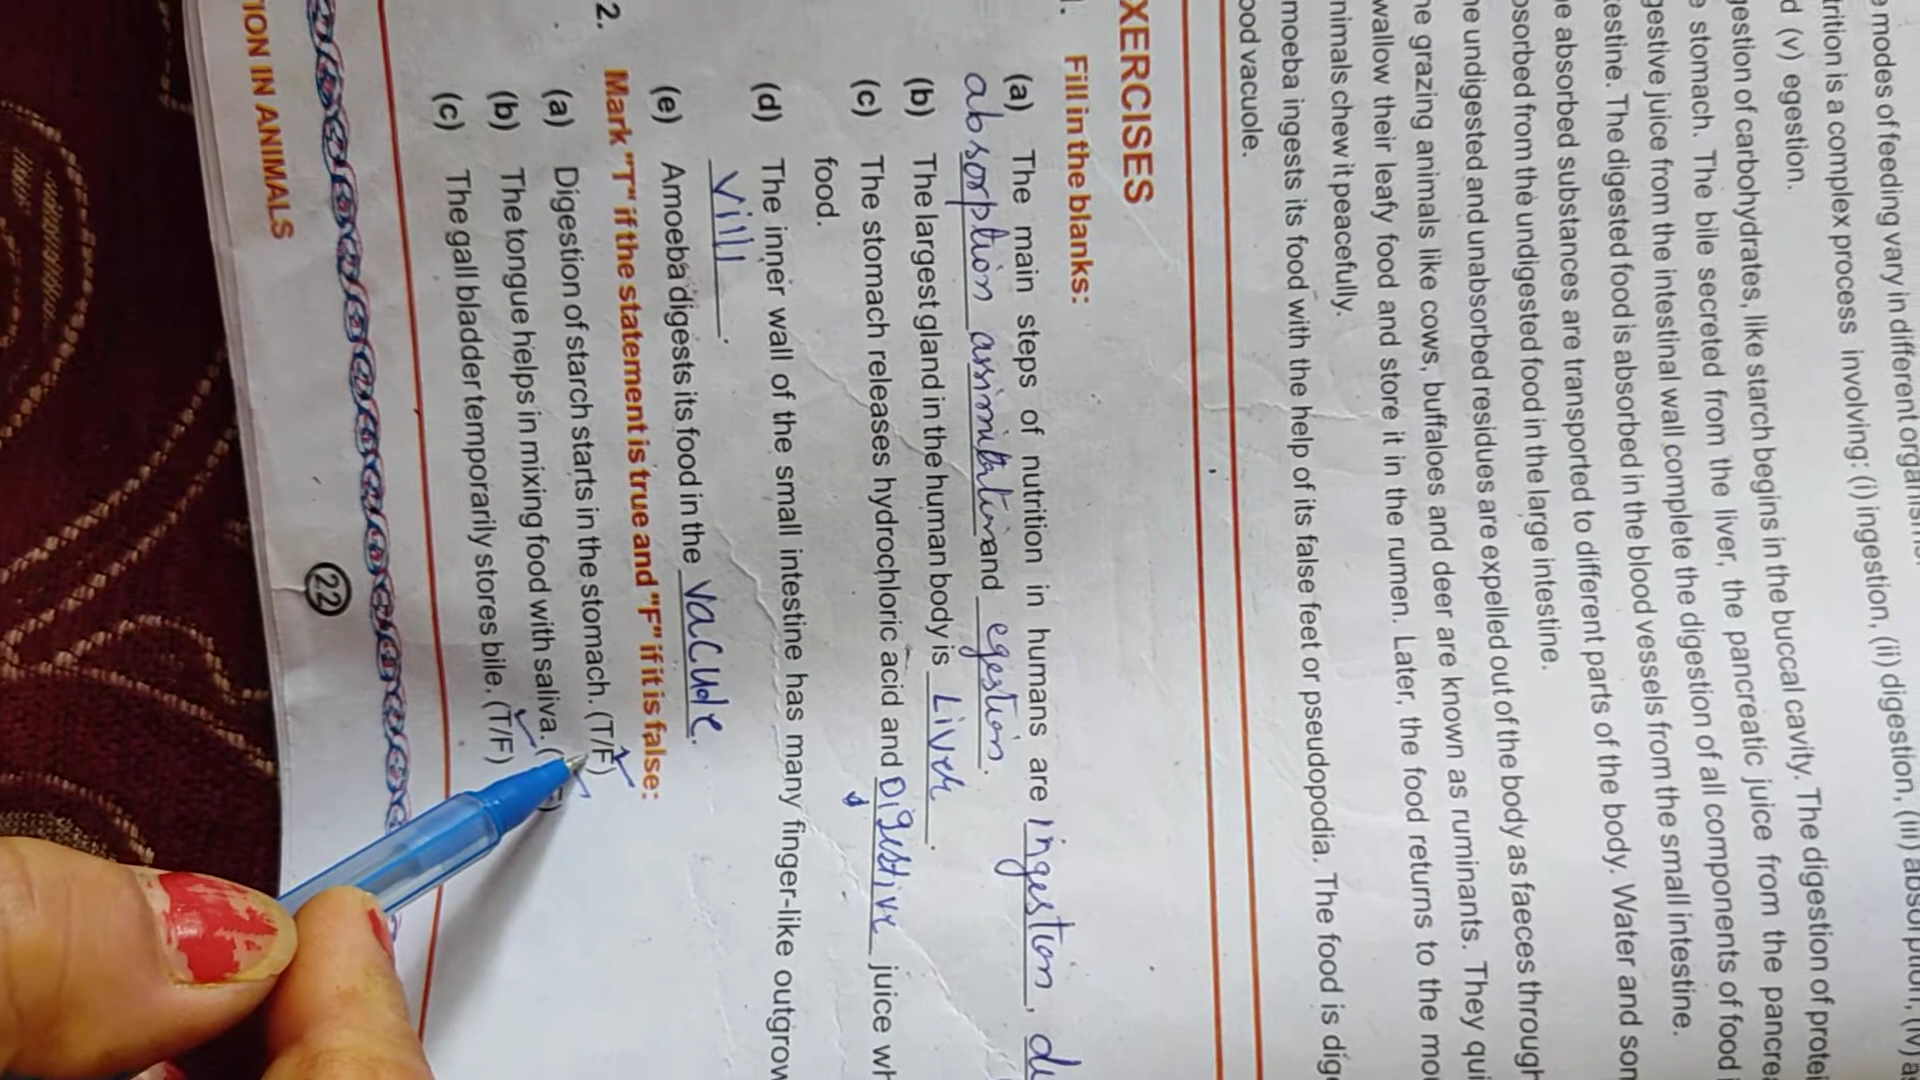 e modes of feeding vary in different
trition is a complex process involving: (i) ingestion, (ii) digestion, (iii) absorption, (iv)
d (v) egestion.
gestion of carbohydrates, like starch begins in the buccal cavity. The digestion of protei
e stomach. The bile secreted from the liver, the pancreatic juice from the pancre
gestive juice from the intestinal wall complete the digestion of all components of food
testine. The digested food is absorbed in the blood vessels from the small intestine.
e absorbed substances are transported to different parts of the body. Water and son
bsorbed from the undigested food in the large intestine.
he undigested and unabsorbed residues are expelled out of the body as faeces through
he grazing animals like cows, buffaloes and deer are known as ruminants. They qui
wallow their leafy food and store it in the rumen. Later, the food returns to the mou
nimals chew it peacefully.
moeba ingests its food with the help of its false feet or pseudopodia. The food is dige
ood vacuole.
XERCISES
. Fill in the blanks:
(a) The main steps of nutrition in humans are ingestion, di
absorption assimilation and egestion.
(b) The largest gland in the human body is Liver.
(c) The stomach releases hydrochloric acid and Digestive juice wh
food.
(d) The inner wall of the small intestine has many finger-like outgrow
villi.
(e) Amoeba digests its food in the vacule.
2. Mark "T" if the statement is true and "F" if it is false:
(a) Digestion of starch starts in the stomach. (T/F)
(b) The tongue helps in mixing food with saliva. (
(c) The gall bladder temporarily stores bile. (T/F)
ION IN ANIMALS
22